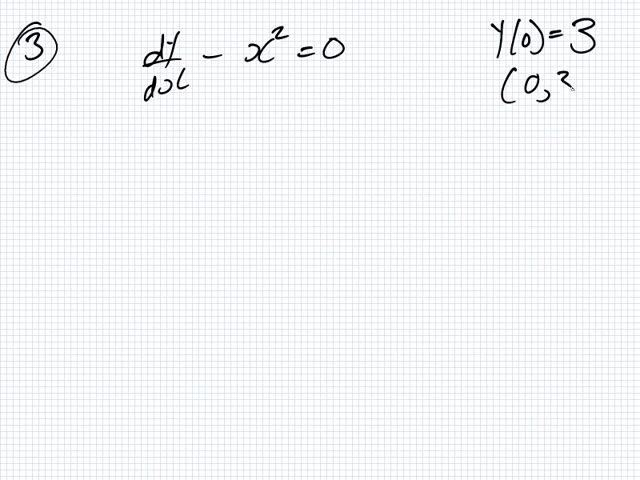 ③ dy/dx - x² = 0
y(0) = 3
(0, 3